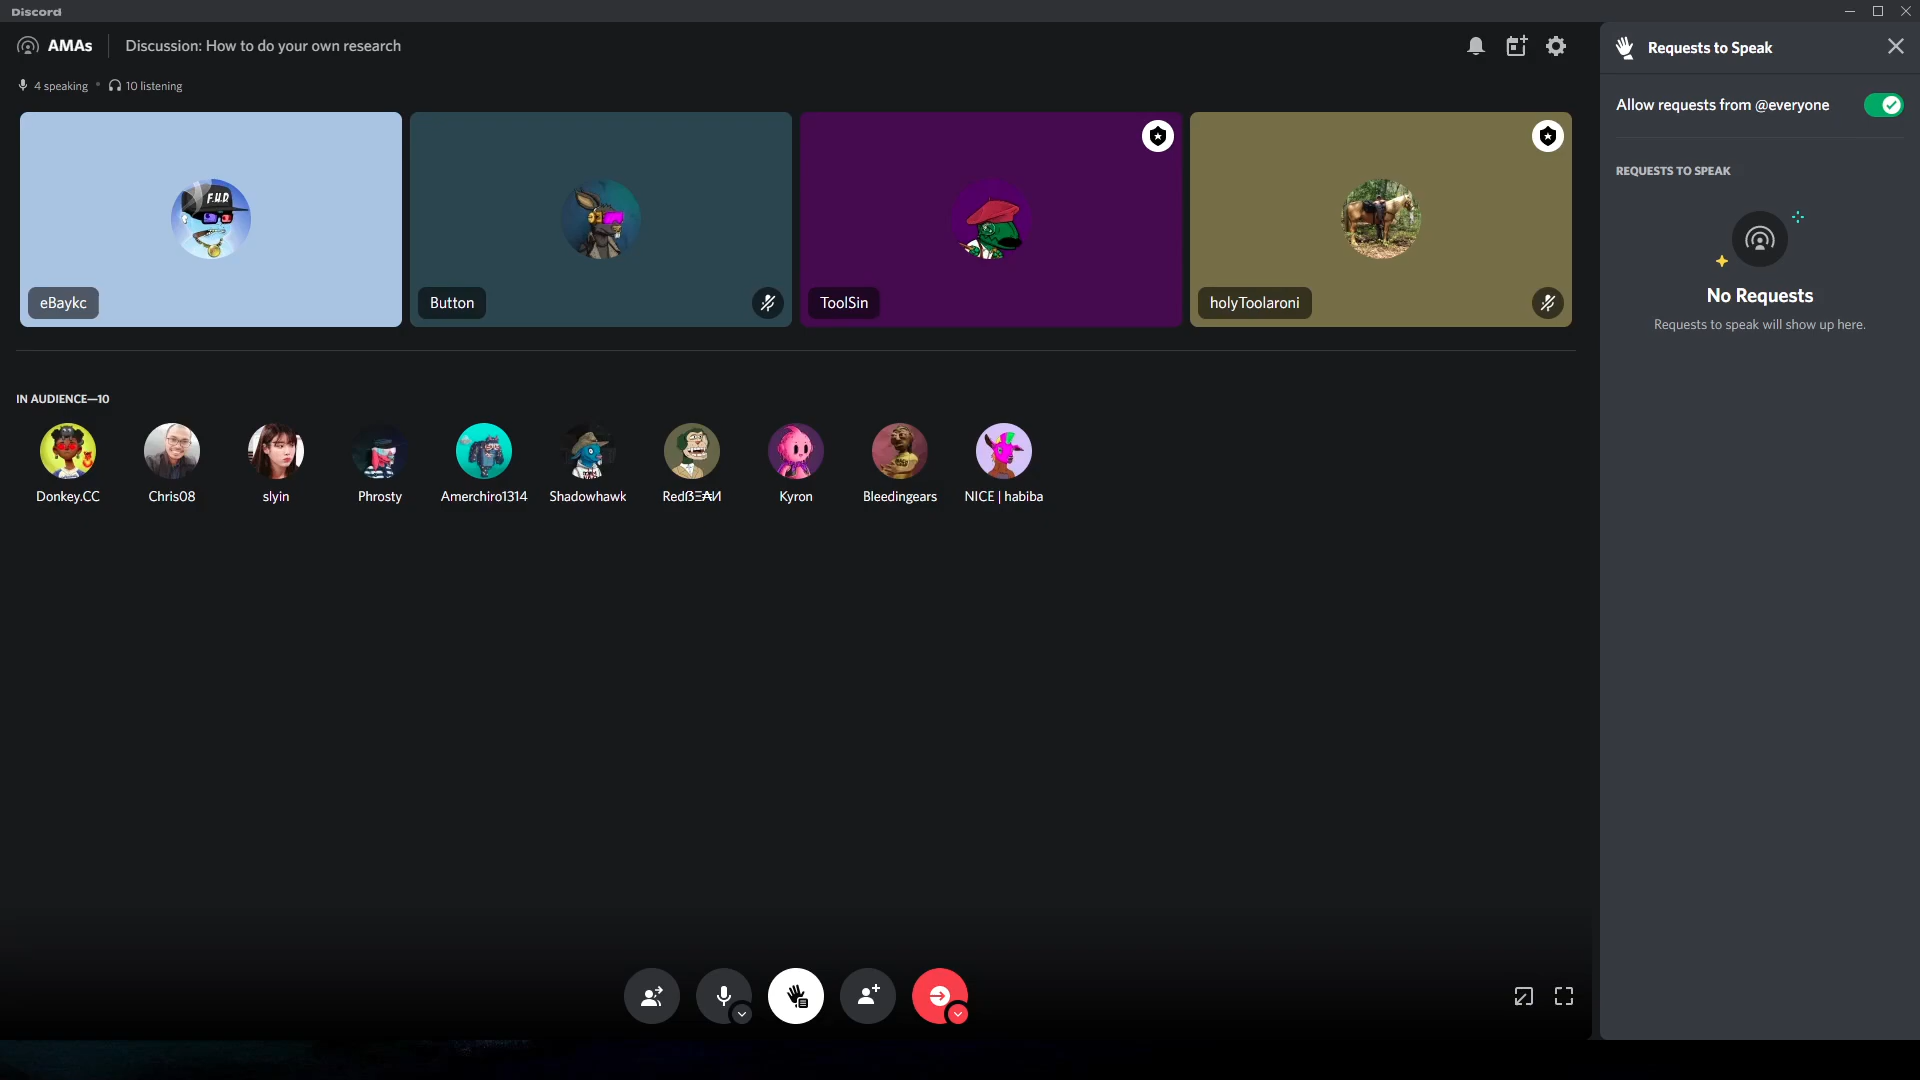 Discord
AMAs
Discussion: How to do your own research
4 speaking • 10 listening
F.U.D.
eBaykc
Button
ToolSin
holyToolaroni
IN AUDIENCE—10
Donkey.CC
Chris08
slyin
Phrosty
Amerchiro1314
Shadowhawk
Kyron
Bleedingears
NICE | habiba
Requests to Speak
Allow requests from @everyone
REQUESTS TO SPEAK
No Requests
Requests to speak will show up here.